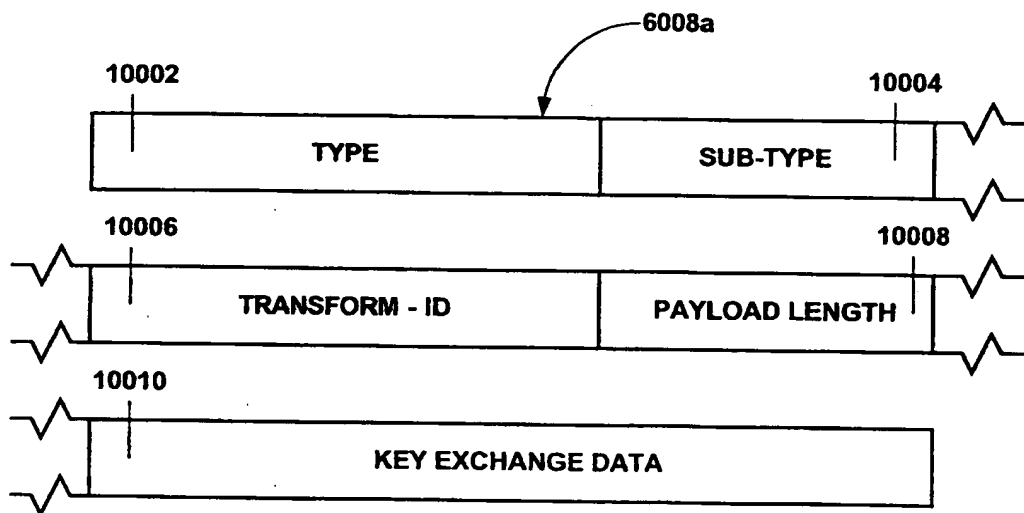 6008a
10002
10004
TYPE
SUB-TYPE
10006
10008
TRANSFORM - ID
PAYLOAD LENGTH
10010
KEY EXCHANGE DATA